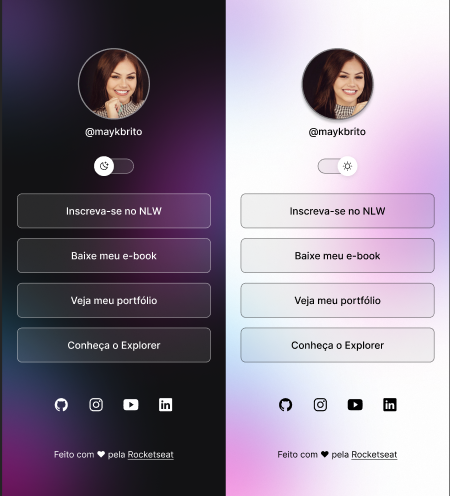 @maykbrito
Inscreva-se no NLW
Baixe meu e-book
Veja meu portfólio
Conheça o Explorer
Feito com ♥ pela Rocketseat
@maykbrito
Inscreva-se no NLW
Baixe meu e-book
Veja meu portfólio
Conheça o Explorer
Feito com ♥ pela Rocketseat